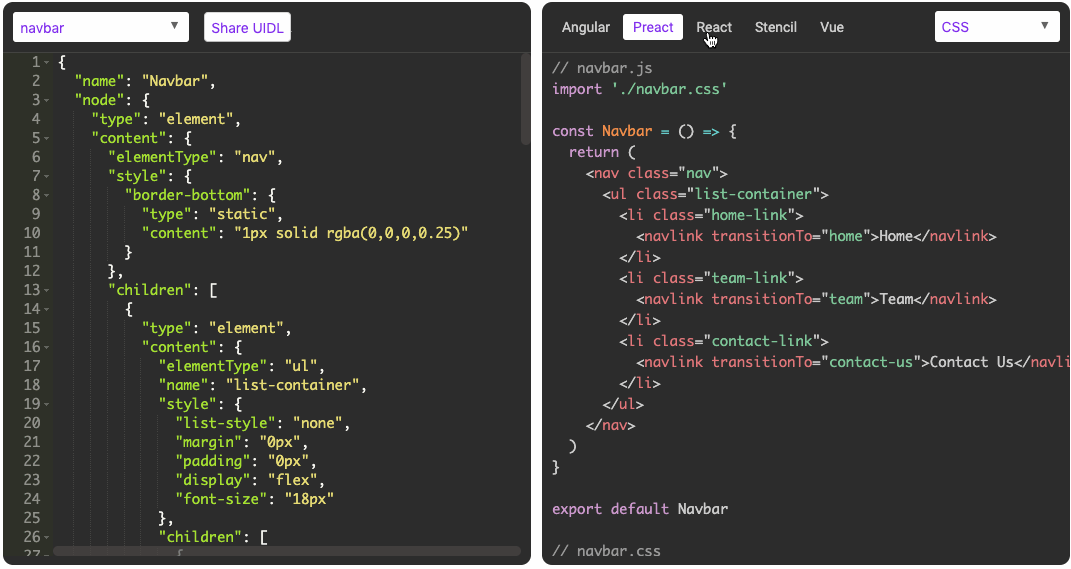 navbar ▼ Share UIDL
1 {
2 "name": "Navbar",
3 "node": {
4 "type": "element",
5 "content": {
6 "elementType": "nav",
7 "style": {
8 "border-bottom": {
9 "type": "static",
10 "content": "1px solid rgba(0,0,0,0.25)"
11 }
12 },
13 "children": [
14 {
15 "type": "element",
16 "content": {
17 "elementType": "ul",
18 "name": "list-container",
19 "style": {
20 "list-style": "none",
21 "margin": "0px",
22 "padding": "0px",
23 "display": "flex",
24 "font-size": "18px"
25 },
26 "children": [
27 {
Angular Preact React Stencil Vue CSS ▼
// navbar.js
import './navbar.css'
const Navbar = () => {
return (
<nav class="nav">
<ul class="list-container">
<li class="home-link">
<navlink transitionTo="home">Home</navlink>
</li>
<li class="team-link">
<navlink transitionTo="team">Team</navlink>
</li>
<li class="contact-link">
<navlink transitionTo="contact-us">Contact Us</navli
</li>
</ul>
</nav>
)
}
export default Navbar
// navbar.css